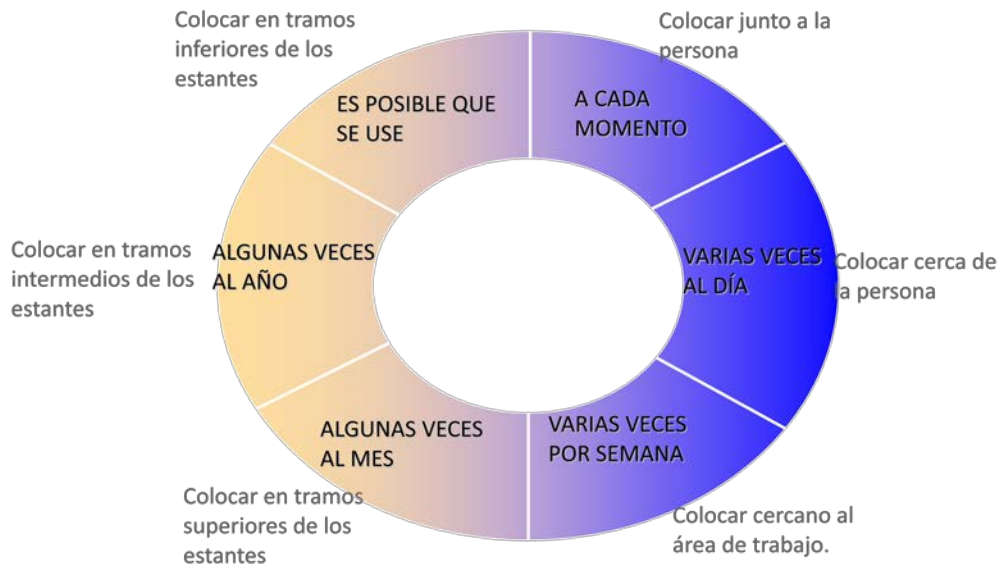 Colocar en tramos
inferiores de los
estantes
Colocar junto a la
persona
ES POSIBLE QUE
SE USE
A CADA
MOMENTO
Colocar en tramos
intermedios de los
estantes
ALGUNAS VECES
AL AÑO
VARIAS VECES
AL DÍA
Colocar cerca de
la persona
ALGUNAS VECES
AL MES
VARIAS VECES
POR SEMANA
Colocar en tramos
superiores de los
estantes
Colocar cercano al
área de trabajo.